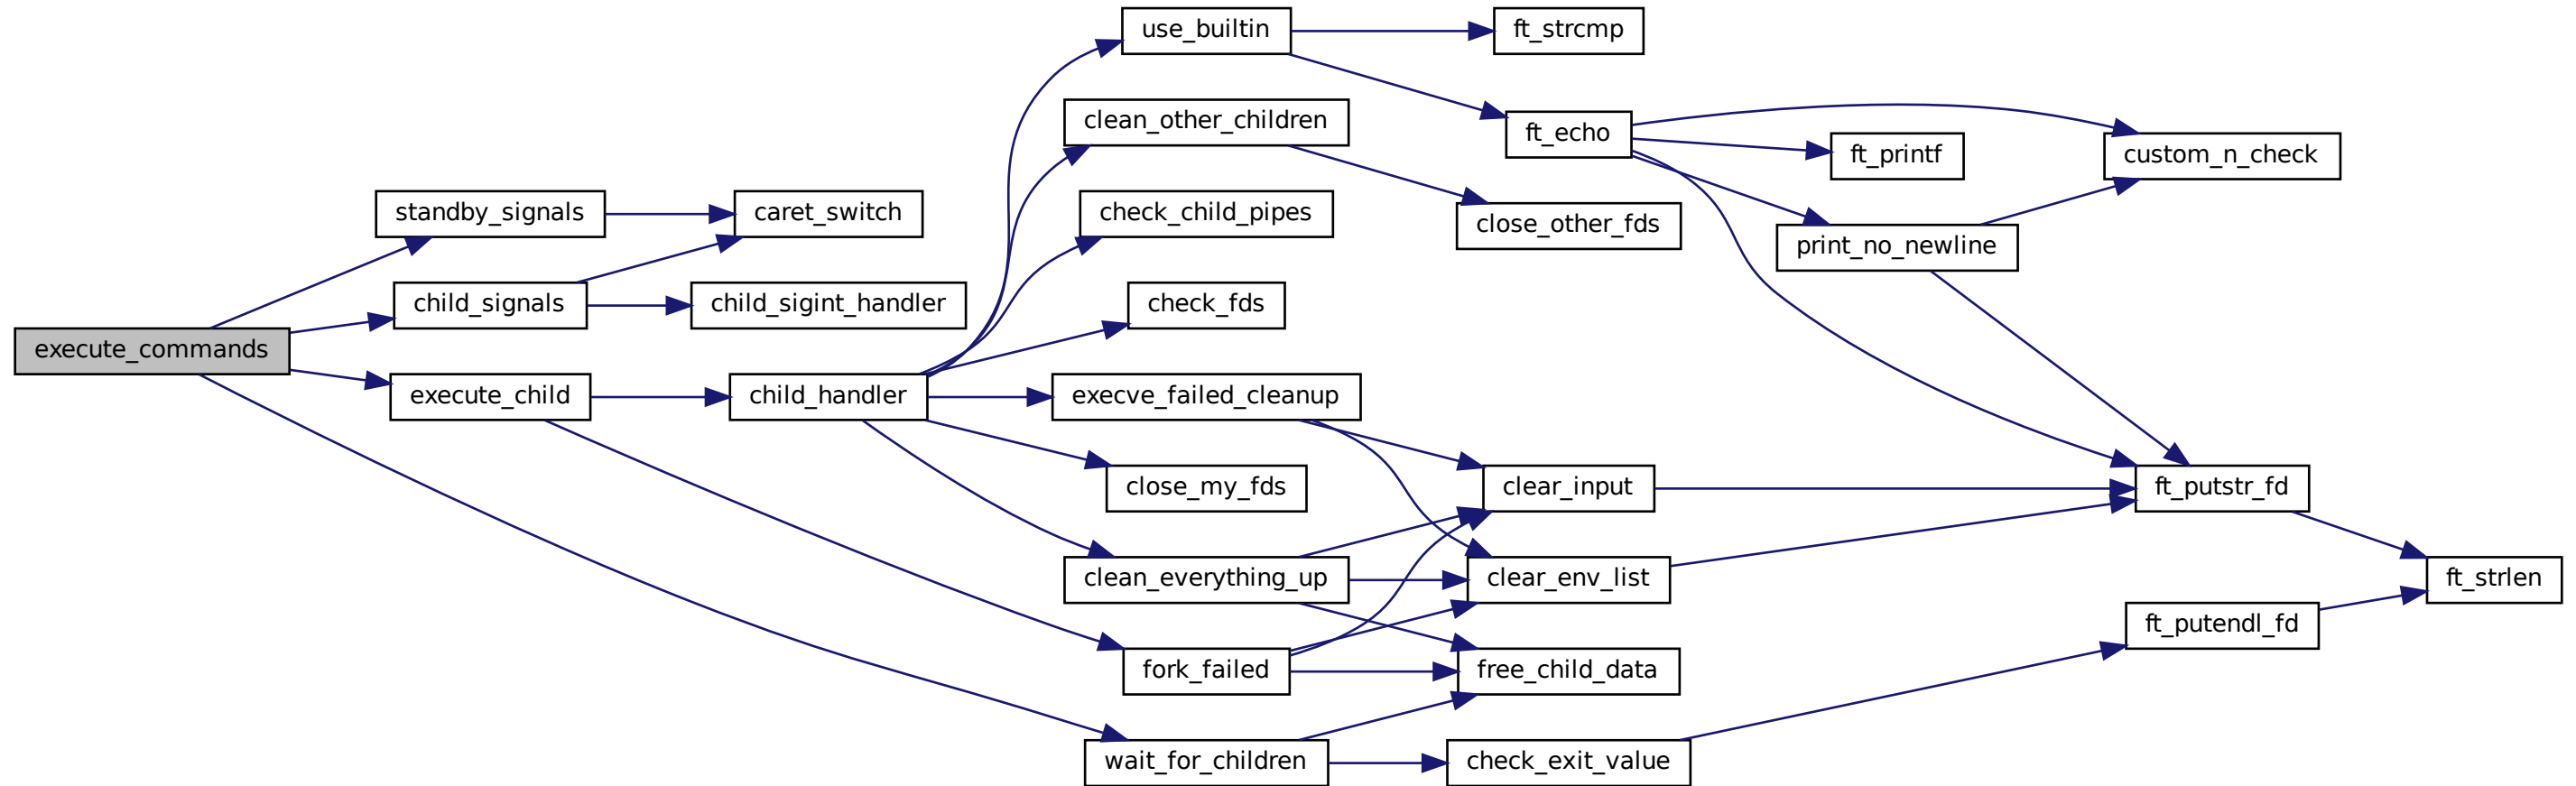 use_builtin
ft_strcmp
clean_other_children
ft_echo
ft_printf
custom_n_check
standby_signals
caret_switch
check_child_pipes
close_other_fds
print_no_newline
child_signals
child_sigint_handler
check_fds
execute_commands
execute_child
child_handler
execve_failed_cleanup
close_my_fds
clear_input
ft_putstr_fd
clean_everything_up
clear_env_list
ft_strlen
ft_putendl_fd
fork_failed
free_child_data
wait_for_children
check_exit_value